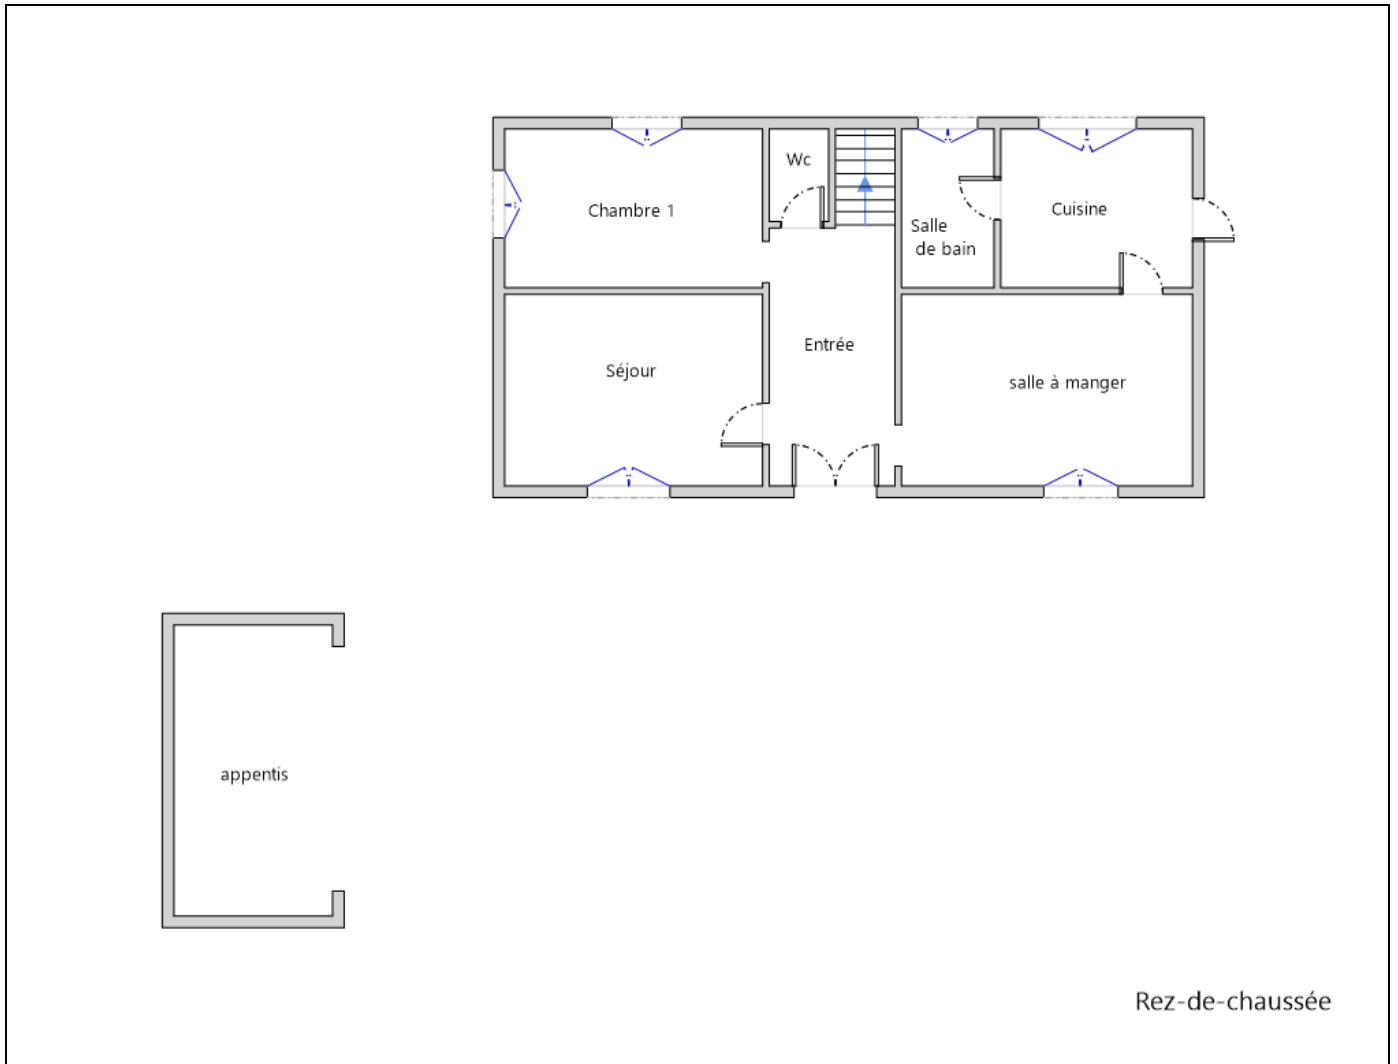 Wc
Chambre 1
Cuisine
Salle
de bain
Entrée
Séjour
salle à manger
appentis
Rez-de-chaussée